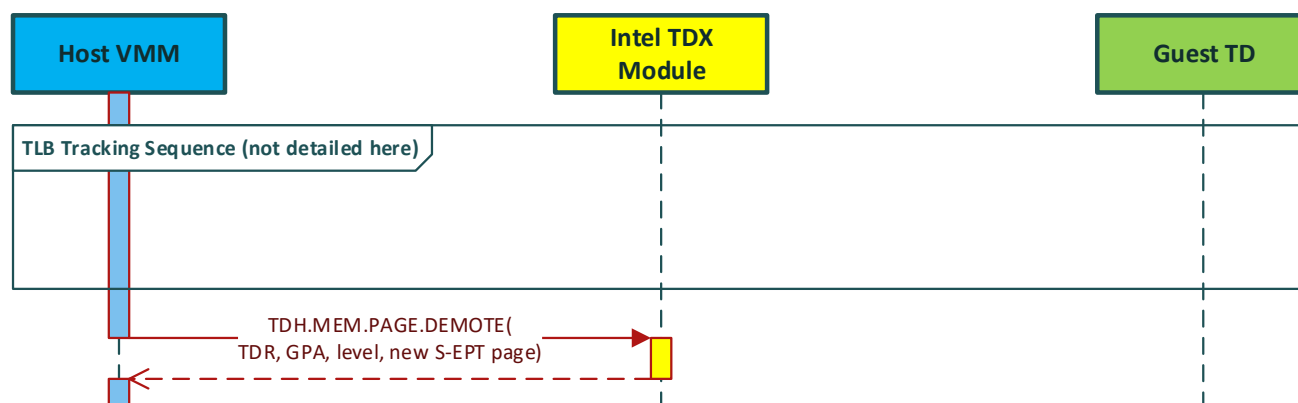 Host VMM
Intel TDX
Module
Guest TD
TLB Tracking Sequence (not detailed here)
TDH.MEM.PAGE.DEMOTE(
TDR, GPA, level, new S-EPT page)